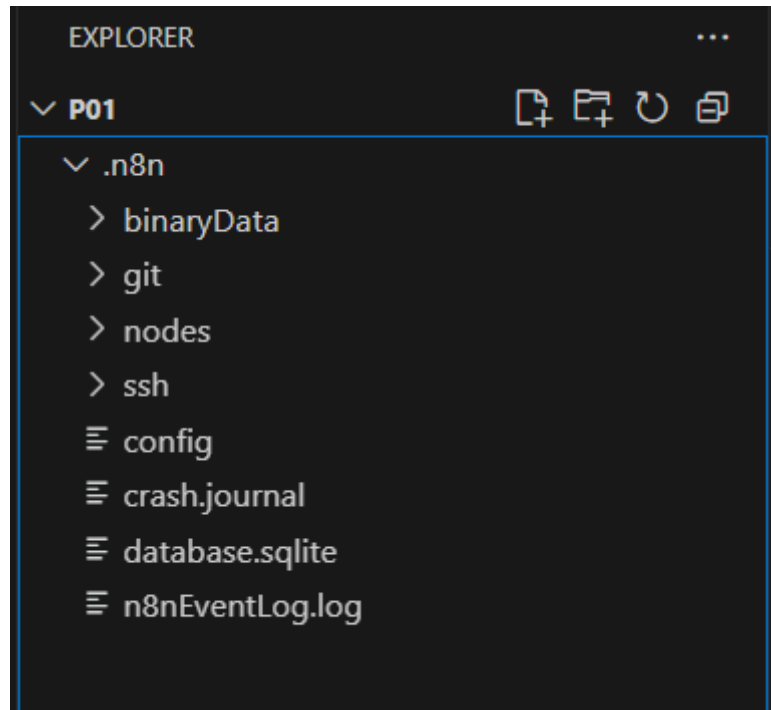 EXPLORER
P01
.n8n
binaryData
git
nodes
ssh
config
crash.journal
database.sqlite
n8nEventLog.log